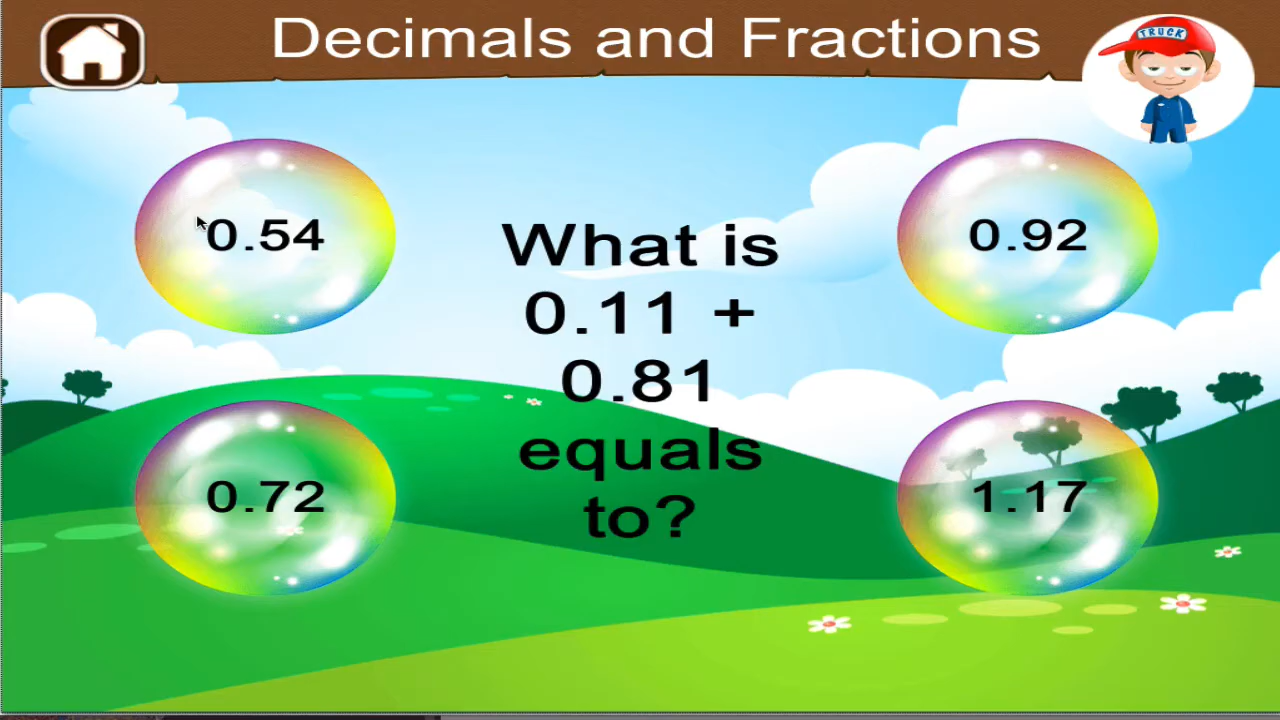 Decimals and Fractions
TRUCK
0.54
0.92
What is
0.11 +
0.81
equals
to?
0.72
1.17